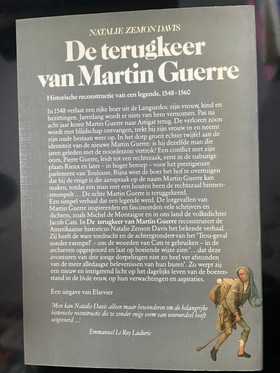 NATALIE ZEMON DAVIS
De terugkeer
van Martin Guerre
Historische reconstructie van een legende, 1548-1560
In 1548 verlaat een rijke boer uit de Languedoc zijn vrouw, kind en
bezittingen. Jarenlang wordt er niets van hem vernomen. Pas na
acht jaar komt Martin Guerre naar Artigat terug. De verloren zoon
wordt met blijdschap ontvangen, trekt bij zijn vrouw in en neemt
zijn oude bestaan weer op. In het dorp groeit echter twijfel aan de
identiteit van de nieuwe Martin Guerre: is hij dezelfde man die
jaren geleden met de noorderzon vertrok? Een conflict met zijn
oom, Pierre Guerre, leidt tot een rechtszaak, eerst in de naburige
plaats Rieux en later – in hoger beroep – voor het prestigieuze
parlement van Toulouse. Bijna weet de boer het hof te overtuigen
dat hij de enige is die aanspraak op de naam Martin Guerre kan
maken, totdat een man met een houten been de rechtszaal binnen-
strompelt ... De echte Martin Guerre is teruggekeerd.
Een simpel verhaal dat een legende werd. De lotgevallen van
Martin Guerre inspireerden en fascineerden vele schrijvers en
dichters, zoals Michel de Montaigne en in ons land de volksdichter
Jacob Cats. In De terugkeer van Martin Guerre reconstrueert de
Amerikaanse historicus Natalie Zemon Davis het bekende verhaal.
Zij heeft de ware toedracht en de achtergronden van het 'Trou-geval
sonder exempel' – om de woorden van Cats te gebruiken – in de
archieven opgespoord en laat op boeiende wijze zien '... dat deze
avonturen van drie jonge dorpelingen niet zo heel ver afstonden van
de meer alledaagse belevenissen van hun buren'. Zo werpt zij
een nieuw en intrigerend licht op het dagelijks leven van de boeren-
stand in de 16de eeuw, op hun verwachtingen en aspiraties.
Een uitgave van Elsevier
'Men kan Natalie Davis alleen maar bewonderen om de belangrijke
historische reconstructie die ze zonder enige vorm van vooroordeel heeft
uitgevoerd ...'
Emmanuel Le Roy Ladurie